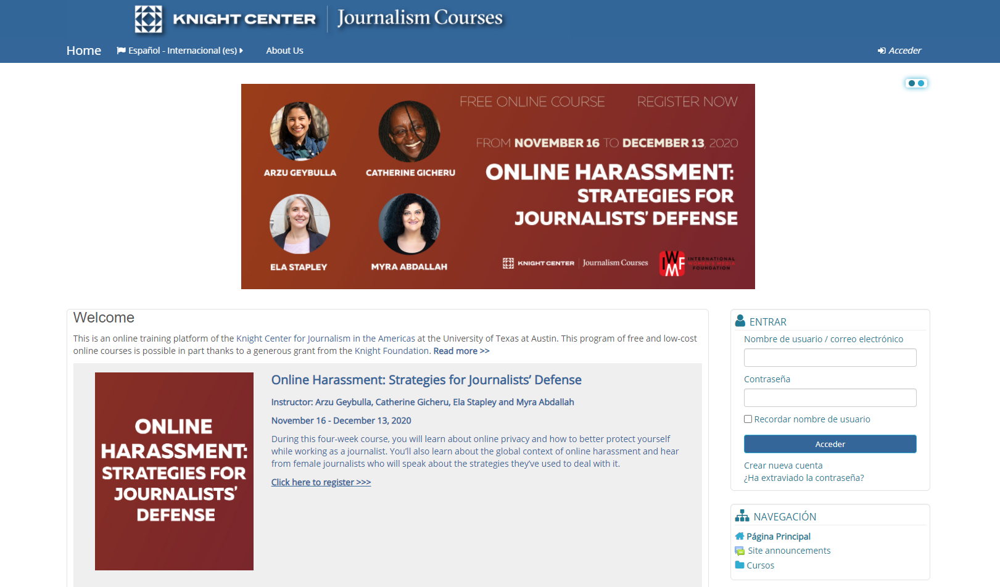 KNIGHT CENTER
Journalism Courses
Home
Español - Internacional (es)
About Us
Acceder
FREE ONLINE COURSE
REGISTER NOW
FROM NOVEMBER 16 TO DECEMBER 13, 2020
ONLINE HARASSMENT:
STRATEGIES FOR
JOURNALISTS’ DEFENSE
ARZU GEYBULLA
CATHERINE GICHERU
ELA STAPLEY
MYRA ABDALLAH
KNIGHT CENTER
Journalism Courses
IWMF
INTERNATIONAL
WOMEN'S MEDIA
FOUNDATION
Welcome
This is an online training platform of the Knight Center for Journalism in the Americas at the University of Texas at Austin. This program of free and low-cost
online courses is possible in part thanks to a generous grant from the Knight Foundation. Read more >>
ONLINE
HARASSMENT:
STRATEGIES FOR
JOURNALISTS’
DEFENSE
Online Harassment: Strategies for Journalists’ Defense
Instructor: Arzu Geybulla, Catherine Gicheru, Ela Stapley and Myra Abdallah
November 16 - December 13, 2020
During this four-week course, you will learn about online privacy and how to better protect yourself
while working as a journalist. You’ll also learn about the global context of online harassment and hear
from female journalists who will speak about the strategies they’ve used to deal with it.
Click here to register >>>
ENTRAR
Nombre de usuario / correo electrónico
Contraseña
Recordar nombre de usuario
Acceder
Crear nueva cuenta
¿Ha extraviado la contraseña?
NAVEGACIÓN
Página Principal
Site announcements
Cursos